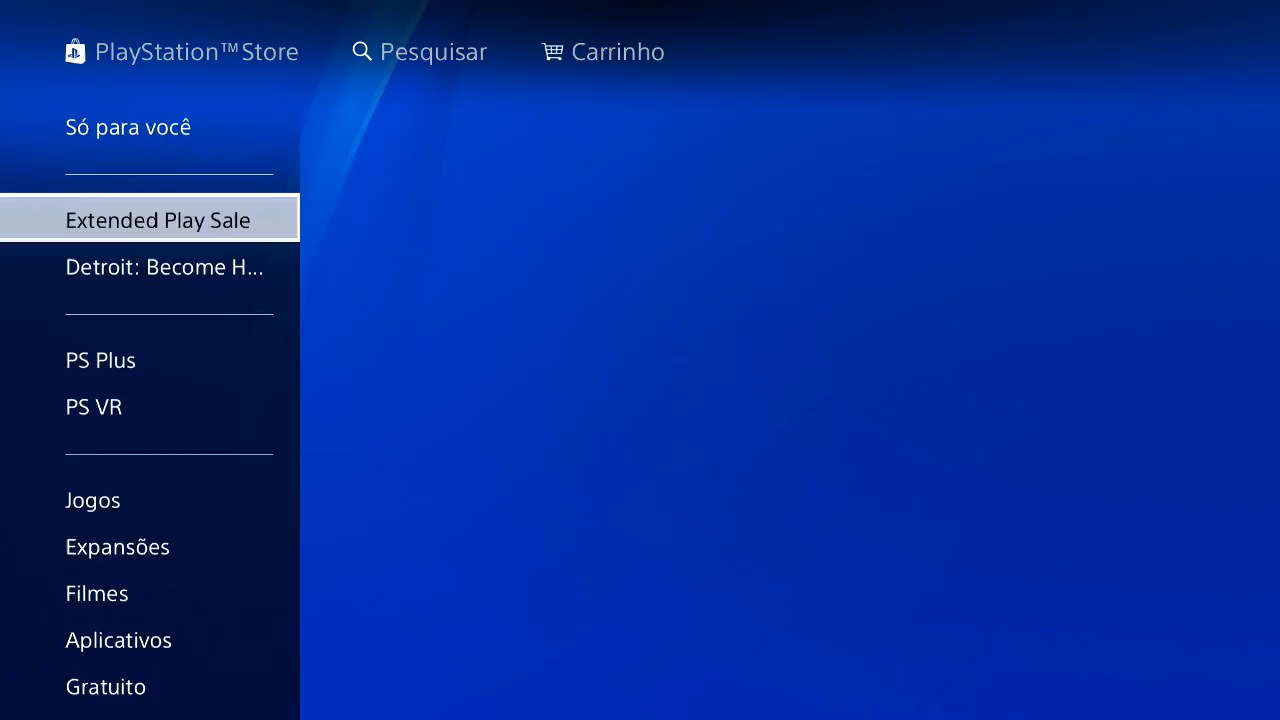 PlayStation™Store
Pesquisar
Carrinho
Só para você
Extended Play Sale
Detroit: Become H...
PS Plus
PS VR
Jogos
Expansões
Filmes
Aplicativos
Gratuito